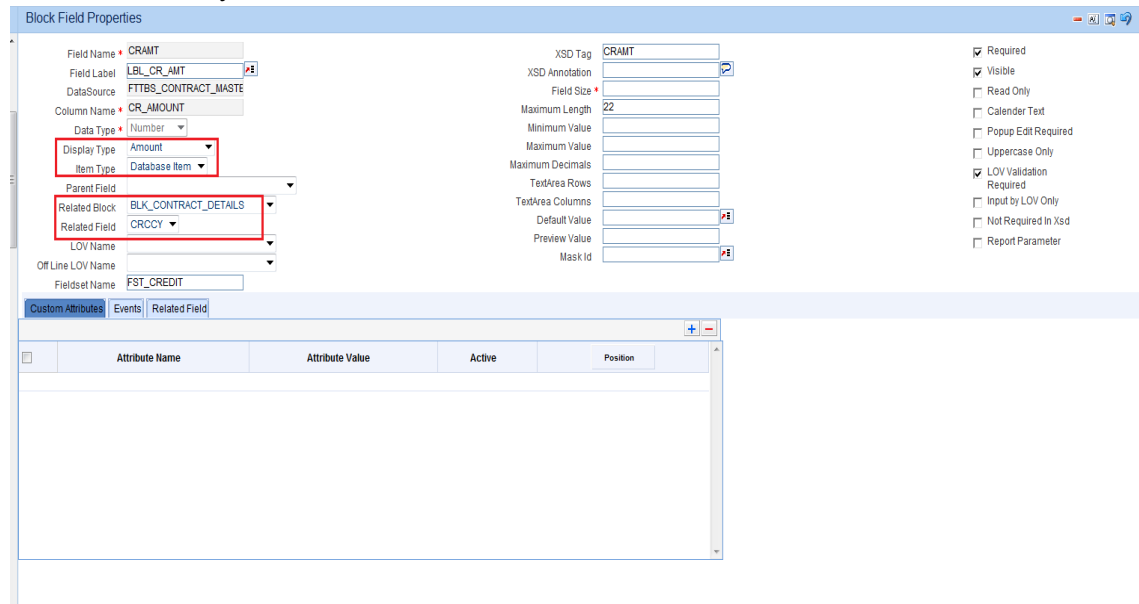 Block Field Properties
Field Name * CRAMT
Field Label LBL_CR_AMT
DataSource FTTBS_CONTRACT_MASTE
Column Name * CR_AMOUNT
Data Type * Number
Display Type Amount
Item Type Database Item
Parent Field
Related Block BLK_CONTRACT_DETAILS
Related Field CRCCY
LOV Name
Off Line LOV Name
Fieldset Name FST_CREDIT
XSD Tag CRAMT
XSD Annotation
Field Size *
Maximum Length 22
Minimum Value
Maximum Value
Maximum Decimals
TextArea Rows
TextArea Columns
Default Value
Preview Value
Mask Id
Required
Visible
Read Only
Calender Text
Popup Edit Required
Uppercase Only
LOV Validation
Required
Input by LOV Only
Not Required In Xsd
Report Parameter
Custom Attributes Events Related Field
Attribute Name Attribute Value Active Position